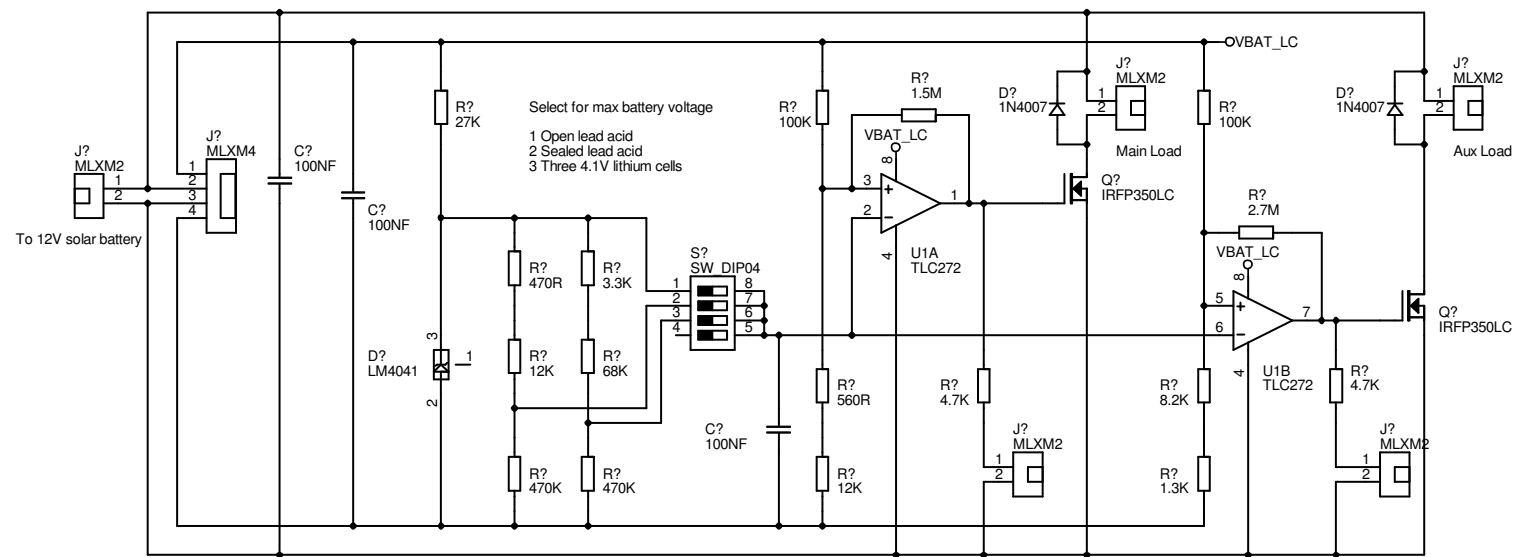 VBAT_LC
J?
MLXM2
1
2
To 12V solar battery
J?
MLXM4
1
2
3
4
C?
100NF
C?
100NF
R?
27K
Select for max battery voltage
1 Open lead acid
2 Sealed lead acid
3 Three 4.1V lithium cells
D?
LM4041
3
1
2
R?
470R
R?
12K
R?
470K
R?
3.3K
R?
68K
R?
470K
S?
SW_DIP04
1
2
3
4
8
7
6
5
C?
100NF
R?
100K
R?
560R
R?
12K
R?
1.5M
VBAT_LC
8
3
2
1
4
U1A
TLC272
R?
4.7K
J?
MLXM2
1
2
D?
1N4007
J?
MLXM2
1
2
Main Load
Q?
IRFP350LC
R?
100K
R?
8.2K
R?
1.3K
R?
2.7M
VBAT_LC
8
5
6
7
4
U1B
TLC272
R?
4.7K
J?
MLXM2
1
2
D?
1N4007
J?
MLXM2
1
2
Aux Load
Q?
IRFP350LC